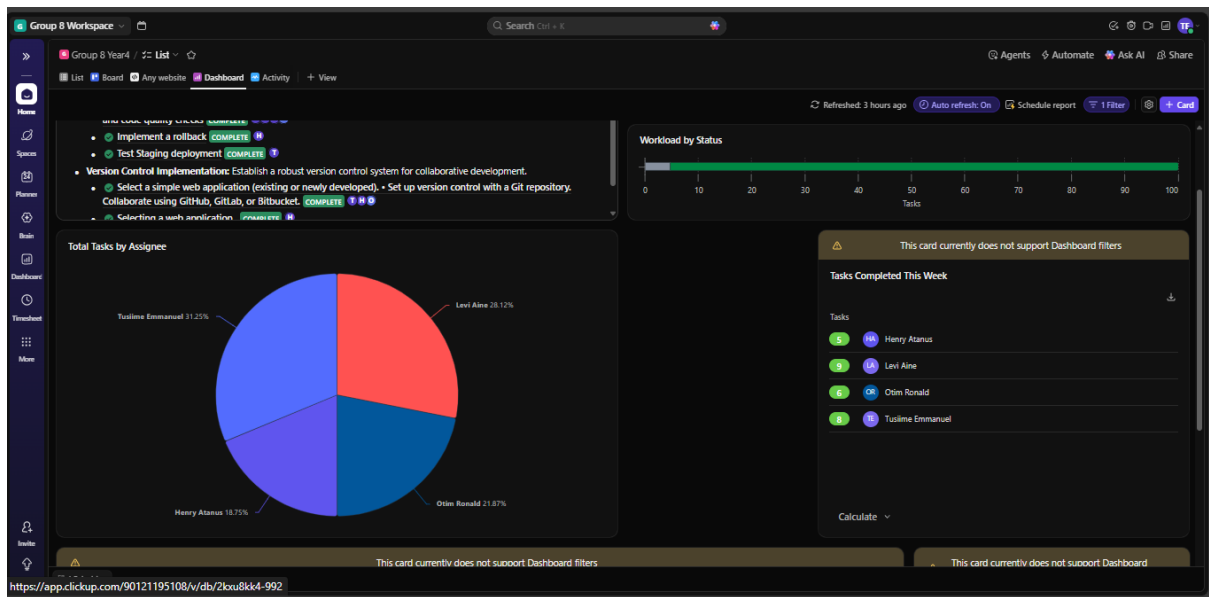 G Group 8 Workspace
Search Ctrl + K
TF
G Group 8 Year4 / List
Agents Automate Ask AI Share
List Board Any website Dashboard Activity + View
Refreshed: 3 hours ago Auto refresh: On Schedule report 1 Filter + Card
Home
Spaces
Planner
Brain
Dashboard
Timesheet
More
Invite
and code quality checks COMPLETE
• Implement a rollback COMPLETE H
• Test Staging deployment COMPLETE T
• Version Control Implementation: Establish a robust version control system for collaborative development.
• Select a simple web application (existing or newly developed). • Set up version control with a Git repository.
Collaborate using GitHub, GitLab, or Bitbucket. COMPLETE T H O
• Selecting a web application COMPLETE H
Workload by Status
0 10 20 30 40 50 60 70 80 90 100
Tasks
Total Tasks by Assignee
Levi Aine 28.12%
Tusiime Emmanuel 31.25%
Otim Ronald 21.87%
Henry Atanus 18.75%
This card currently does not support Dashboard filters
Tasks Completed This Week
Tasks
5 HA Henry Atanus
9 LA Levi Aine
6 OR Otim Ronald
8 TE Tusiime Emmanuel
Calculate
This card currently does not support Dashboard filters
This card currently does not support Dashboard
https://app.clickup.com/90121195108/v/db/2kxu8kk4-992